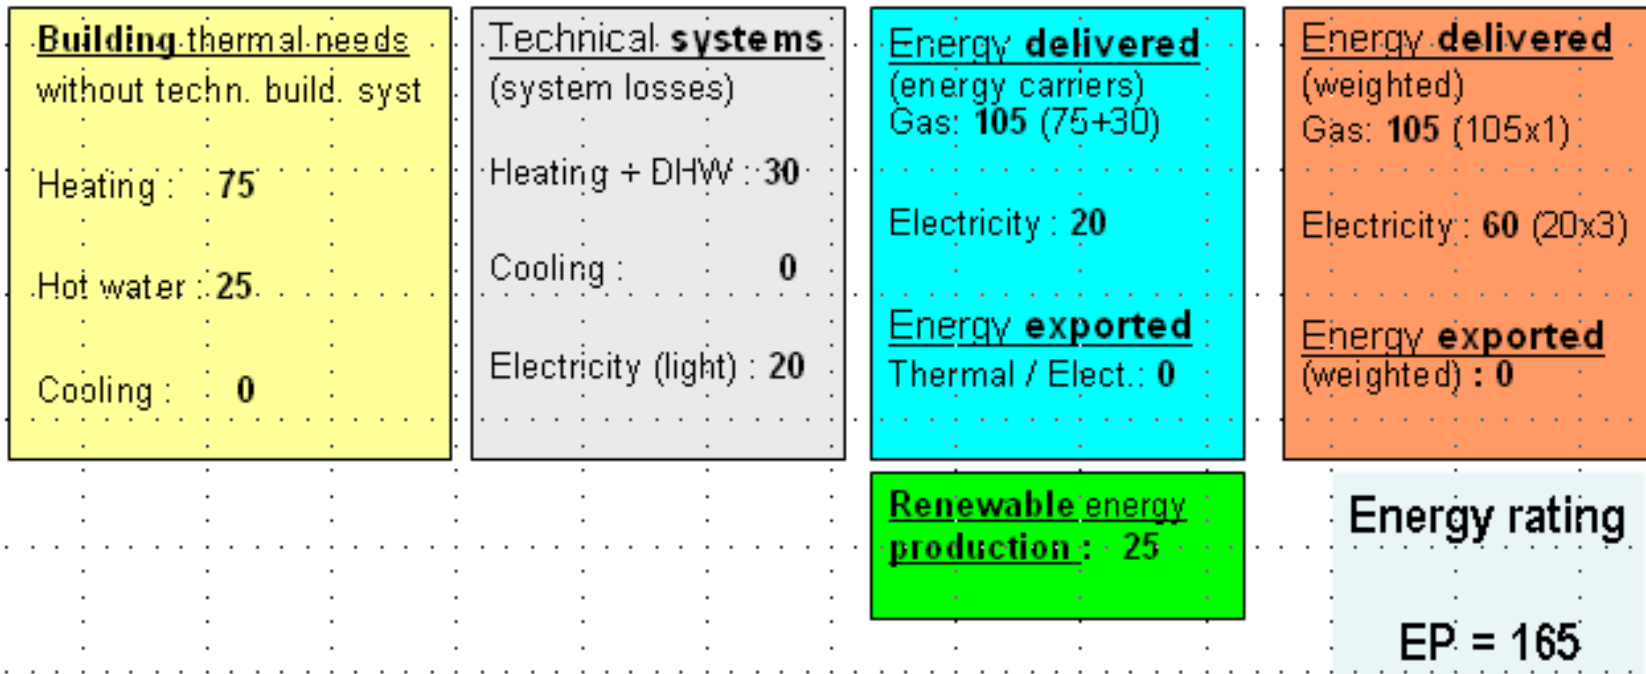 Building thermal needs
without techn. build. syst
Heating : 75
Hot water : 25
Cooling : 0
Technical systems
(system losses)
Heating + DHW : 30
Cooling : 0
Electricity (light) : 20
Energy delivered
(energy carriers)
Gas: 105 (75+30)
Electricity : 20
Energy exported
Thermal / Elect.: 0
Renewable energy
production : 25
Energy delivered
(weighted)
Gas: 105 (105x1)
Electricity : 60 (20x3)
Energy exported
(weighted) : 0
Energy rating
EP = 165